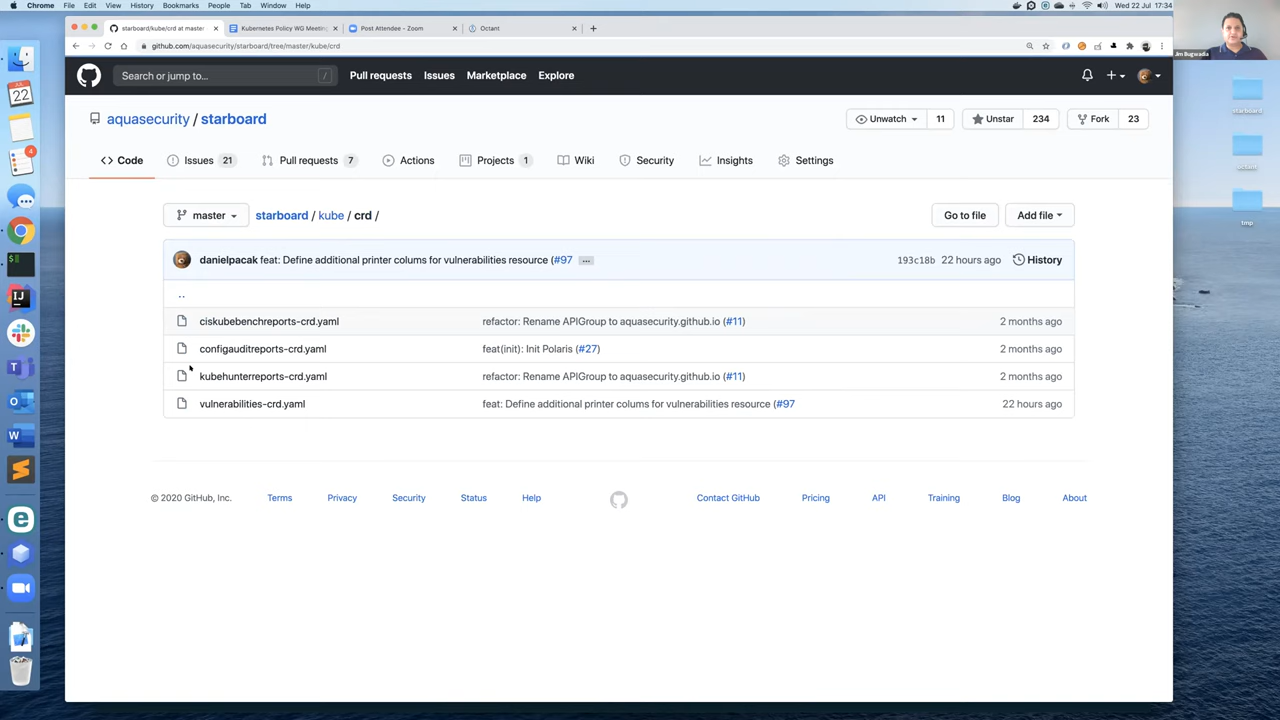 Chrome File Edit View History Bookmarks People Tab Window Help Wed 22 Jul 17:34
starboard/kube/crd at master Kubernetes Policy WG Meeting Post Attendee - Zoom Octant
github.com/aquasecurity/starboard/tree/master/kube/crd
Jim Bugwadia
Search or jump to… / Pull requests Issues Marketplace Explore
aquasecurity / starboard Unwatch 11 Unstar 234 Fork 23
Code Issues 21 Pull requests 7 Actions Projects 1 Wiki Security Insights Settings
master starboard / kube / crd / Go to file Add file
danielpacak feat: Define additional printer colums for vulnerabilities resource (#97 … 193c18b 22 hours ago History
..
ciskubebenchreports-crd.yaml refactor: Rename APIGroup to aquasecurity.github.io (#11) 2 months ago
configauditreports-crd.yaml feat(init): Init Polaris (#27) 2 months ago
kubehunterreports-crd.yaml refactor: Rename APIGroup to aquasecurity.github.io (#11) 2 months ago
vulnerabilities-crd.yaml feat: Define additional printer colums for vulnerabilities resource (#97 22 hours ago
© 2020 GitHub, Inc. Terms Privacy Security Status Help Contact GitHub Pricing API Training Blog About
22
4
starboard
tmp